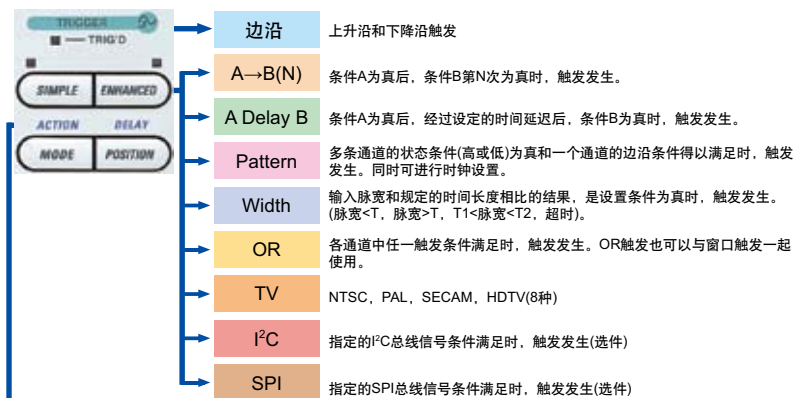 TRIGGER
TRIG'D
SIMPLE ENHANCED
ACTION DELAY
MODE POSITION
边沿 上升沿和下降沿触发
A→B(N) 条件A为真后，条件B第N次为真时，触发发生。
A Delay B 条件A为真后，经过设定的时间延迟后，条件B为真时，触发发生。
Pattern 多条通道的状态条件(高或低)为真和一个通道的边沿条件得以满足时，触发
发生。同时可进行时钟设置。
Width 输入脉宽和规定的时间长度相比的结果，是设置条件为真时，触发发生。
(脉宽<T，脉宽>T，T1<脉宽<T2，超时)。
OR 各通道中任一触发条件满足时，触发发生。OR触发也可以与窗口触发一起
使用。
TV NTSC，PAL，SECAM，HDTV(8种)
I²C 指定的I²C总线信号条件满足时，触发发生(选件)
SPI 指定的SPI总线信号条件满足时，触发发生(选件)